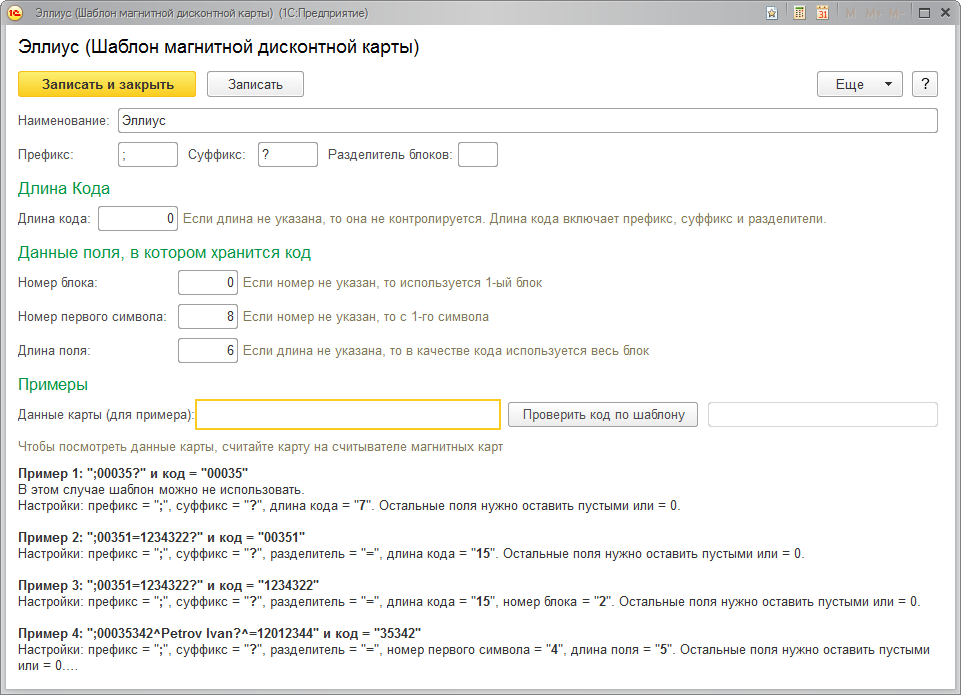 Эллиус (Шаблон магнитной дисконтной карты) (1С:Предприятие)
31 M M+ M-
Эллиус (Шаблон магнитной дисконтной карты)
Записать и закрыть Записать Еще ?
Наименование: Эллиус
Префикс: ; Суффикс: ? Разделитель блоков:
Длина Кода
Длина кода: 0 Если длина не указана, то она не контролируется. Длина кода включает префикс, суффикс и разделители.
Данные поля, в котором хранится код
Номер блока: 0 Если номер не указан, то используется 1-ый блок
Номер первого символа: 8 Если номер не указан, то с 1-го символа
Длина поля: 6 Если длина не указана, то в качестве кода используется весь блок
Примеры
Данные карты (для примера): Проверить код по шаблону
Чтобы посмотреть данные карты, считайте карту на считывателе магнитных карт
Пример 1: ";00035?" и код = "00035"
В этом случае шаблон можно не использовать.
Настройки: префикс = ";", суффикс = "?", длина кода = "7". Остальные поля нужно оставить пустыми или = 0.
Пример 2: ";00351=1234322?" и код = "00351"
Настройки: префикс = ";", суффикс = "?", разделитель = "=", длина кода = "15". Остальные поля нужно оставить пустыми или = 0.
Пример 3: ";00351=1234322?" и код = "1234322"
Настройки: префикс = ";", суффикс = "?", разделитель = "=", длина кода = "15", номер блока = "2". Остальные поля нужно оставить пустыми или = 0.
Пример 4: ";00035342^Petrov Ivan?^=12012344" и код = "35342"
Настройки: префикс = ";", суффикс = "?", разделитель = "=", номер первого символа = "4", длина поля = "5". Остальные поля нужно оставить пустыми
или = 0....